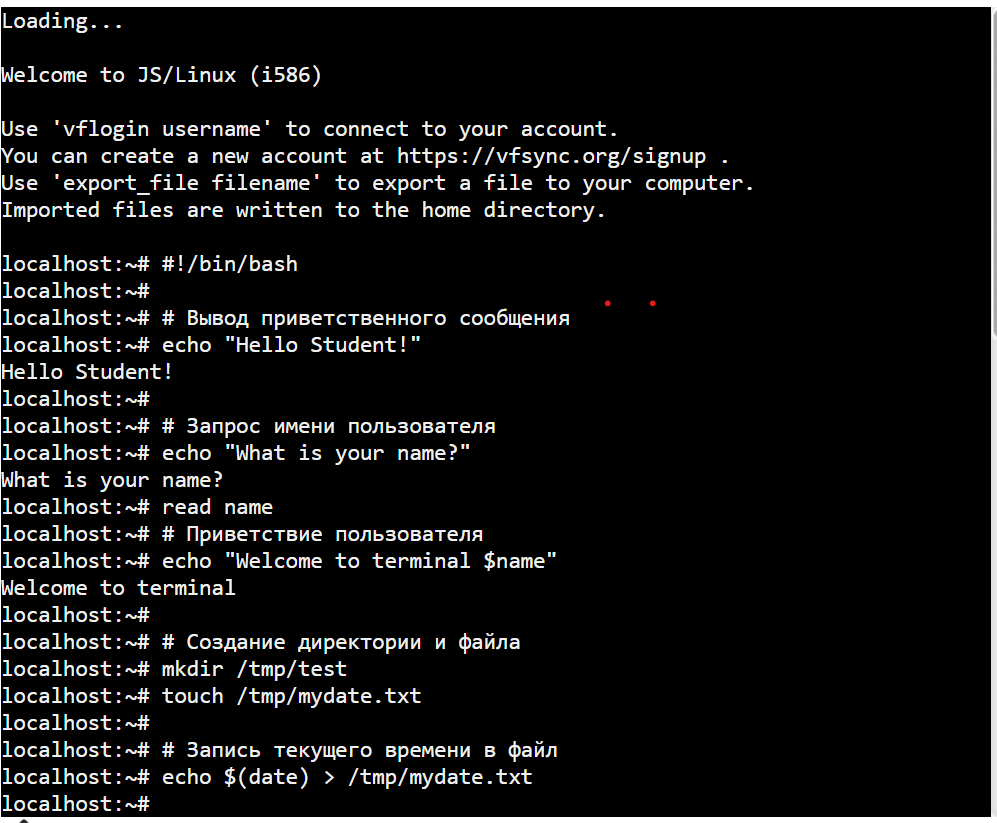 Loading...
Welcome to JS/Linux (i586)
Use 'vflogin username' to connect to your account.
You can create a new account at https://vfsync.org/signup .
Use 'export_file filename' to export a file to your computer.
Imported files are written to the home directory.
localhost:~# #!/bin/bash
localhost:~#
localhost:~# # Вывод приветственного сообщения
localhost:~# echo "Hello Student!"
Hello Student!
localhost:~#
localhost:~# # Запрос имени пользователя
localhost:~# echo "What is your name?"
What is your name?
localhost:~# read name
localhost:~# # Приветствие пользователя
localhost:~# echo "Welcome to terminal $name"
Welcome to terminal
localhost:~#
localhost:~# # Создание директории и файла
localhost:~# mkdir /tmp/test
localhost:~# touch /tmp/mydate.txt
localhost:~#
localhost:~# # Запись текущего времени в файл
localhost:~# echo $(date) > /tmp/mydate.txt
localhost:~#